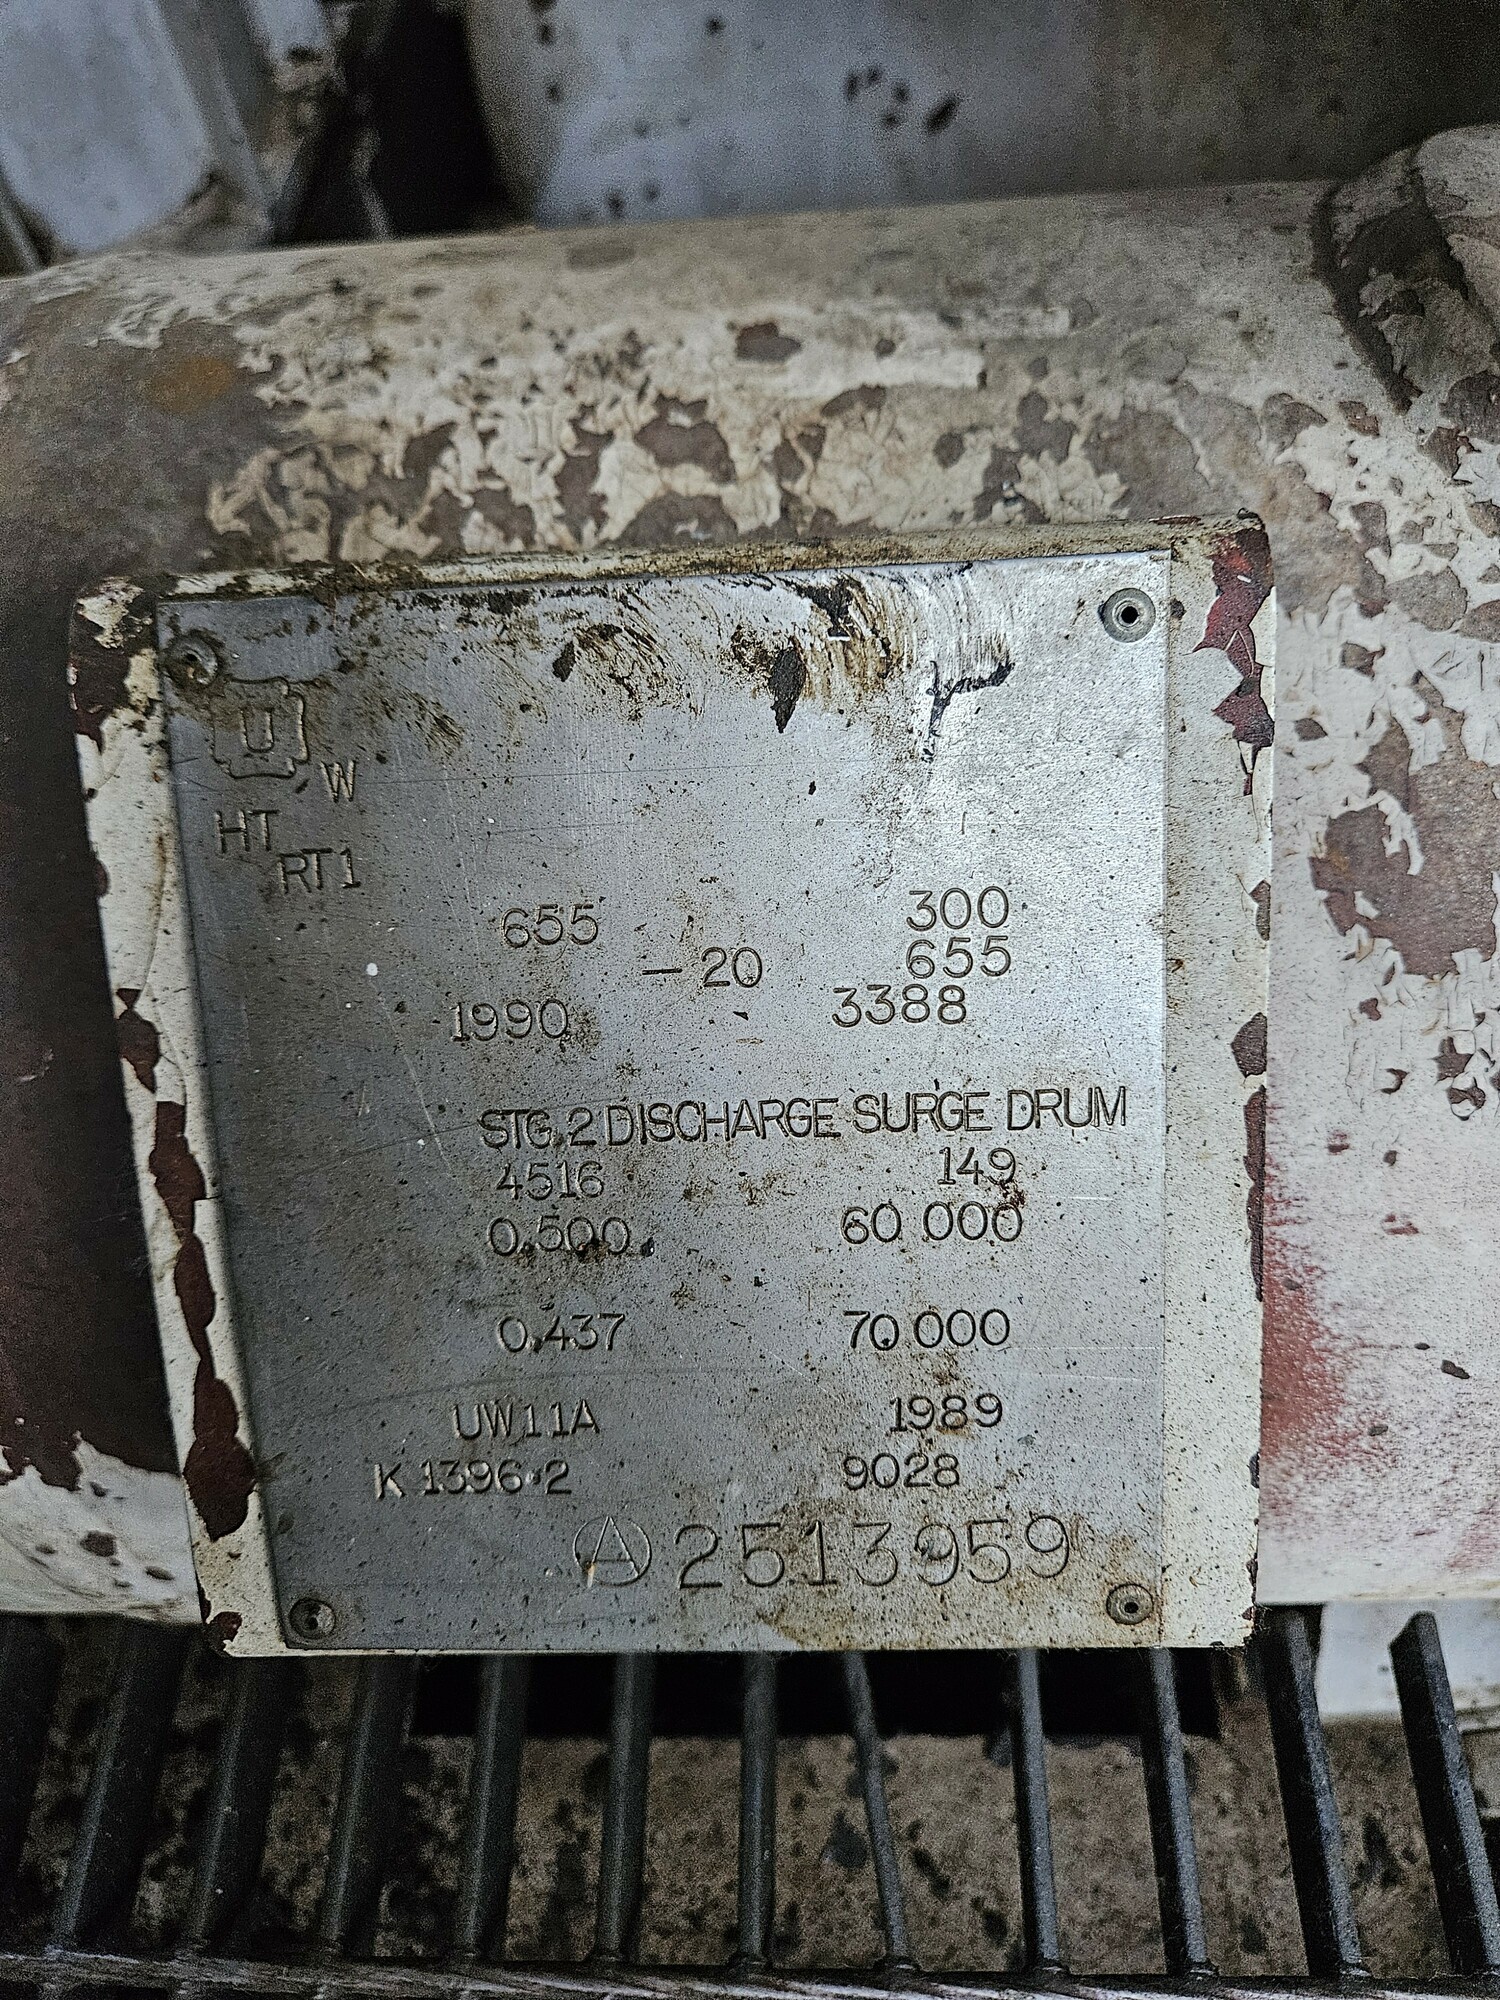 U
W
HT
RT1
655 300
-20 655
1990 3388
STG.2 DISCHARGE SURGE DRUM
4516 149
0.500 60 000
0.437 70 000
UW11A 1989
K 1396-2 9028
A 2513959